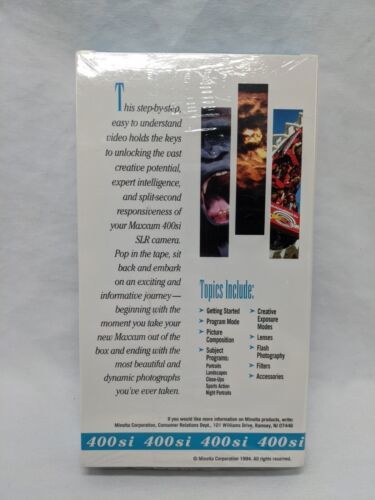 This step-by-step,
easy to understand
video holds the keys
to unlocking the vast
creative potential,
expert intelligence,
and split-second
responsiveness of
your Maxxum 400si
SLR camera.
Pop in the tape, sit
back and embark
on an exciting and
informative journey—
beginning with the
moment you take your
new Maxxum out of the
box and ending with the
most beautiful and
dynamic photographs
you've ever taken.
Topics Include:
Getting Started
Program Mode
Picture
Composition
Subject
Programs:
Portraits
Landscapes
Close-Ups
Sports Action
Night Portraits
Creative
Exposure
Modes
Lenses
Flash
Photography
Filters
Accessories
If you would like more information on Minolta products, write:
Minolta Corporation, Consumer Relations Dept., 101 Williams Drive, Ramsey, NJ 07446
400si 400si 400si 400si
© Minolta Corporation 1994. All rights reserved.